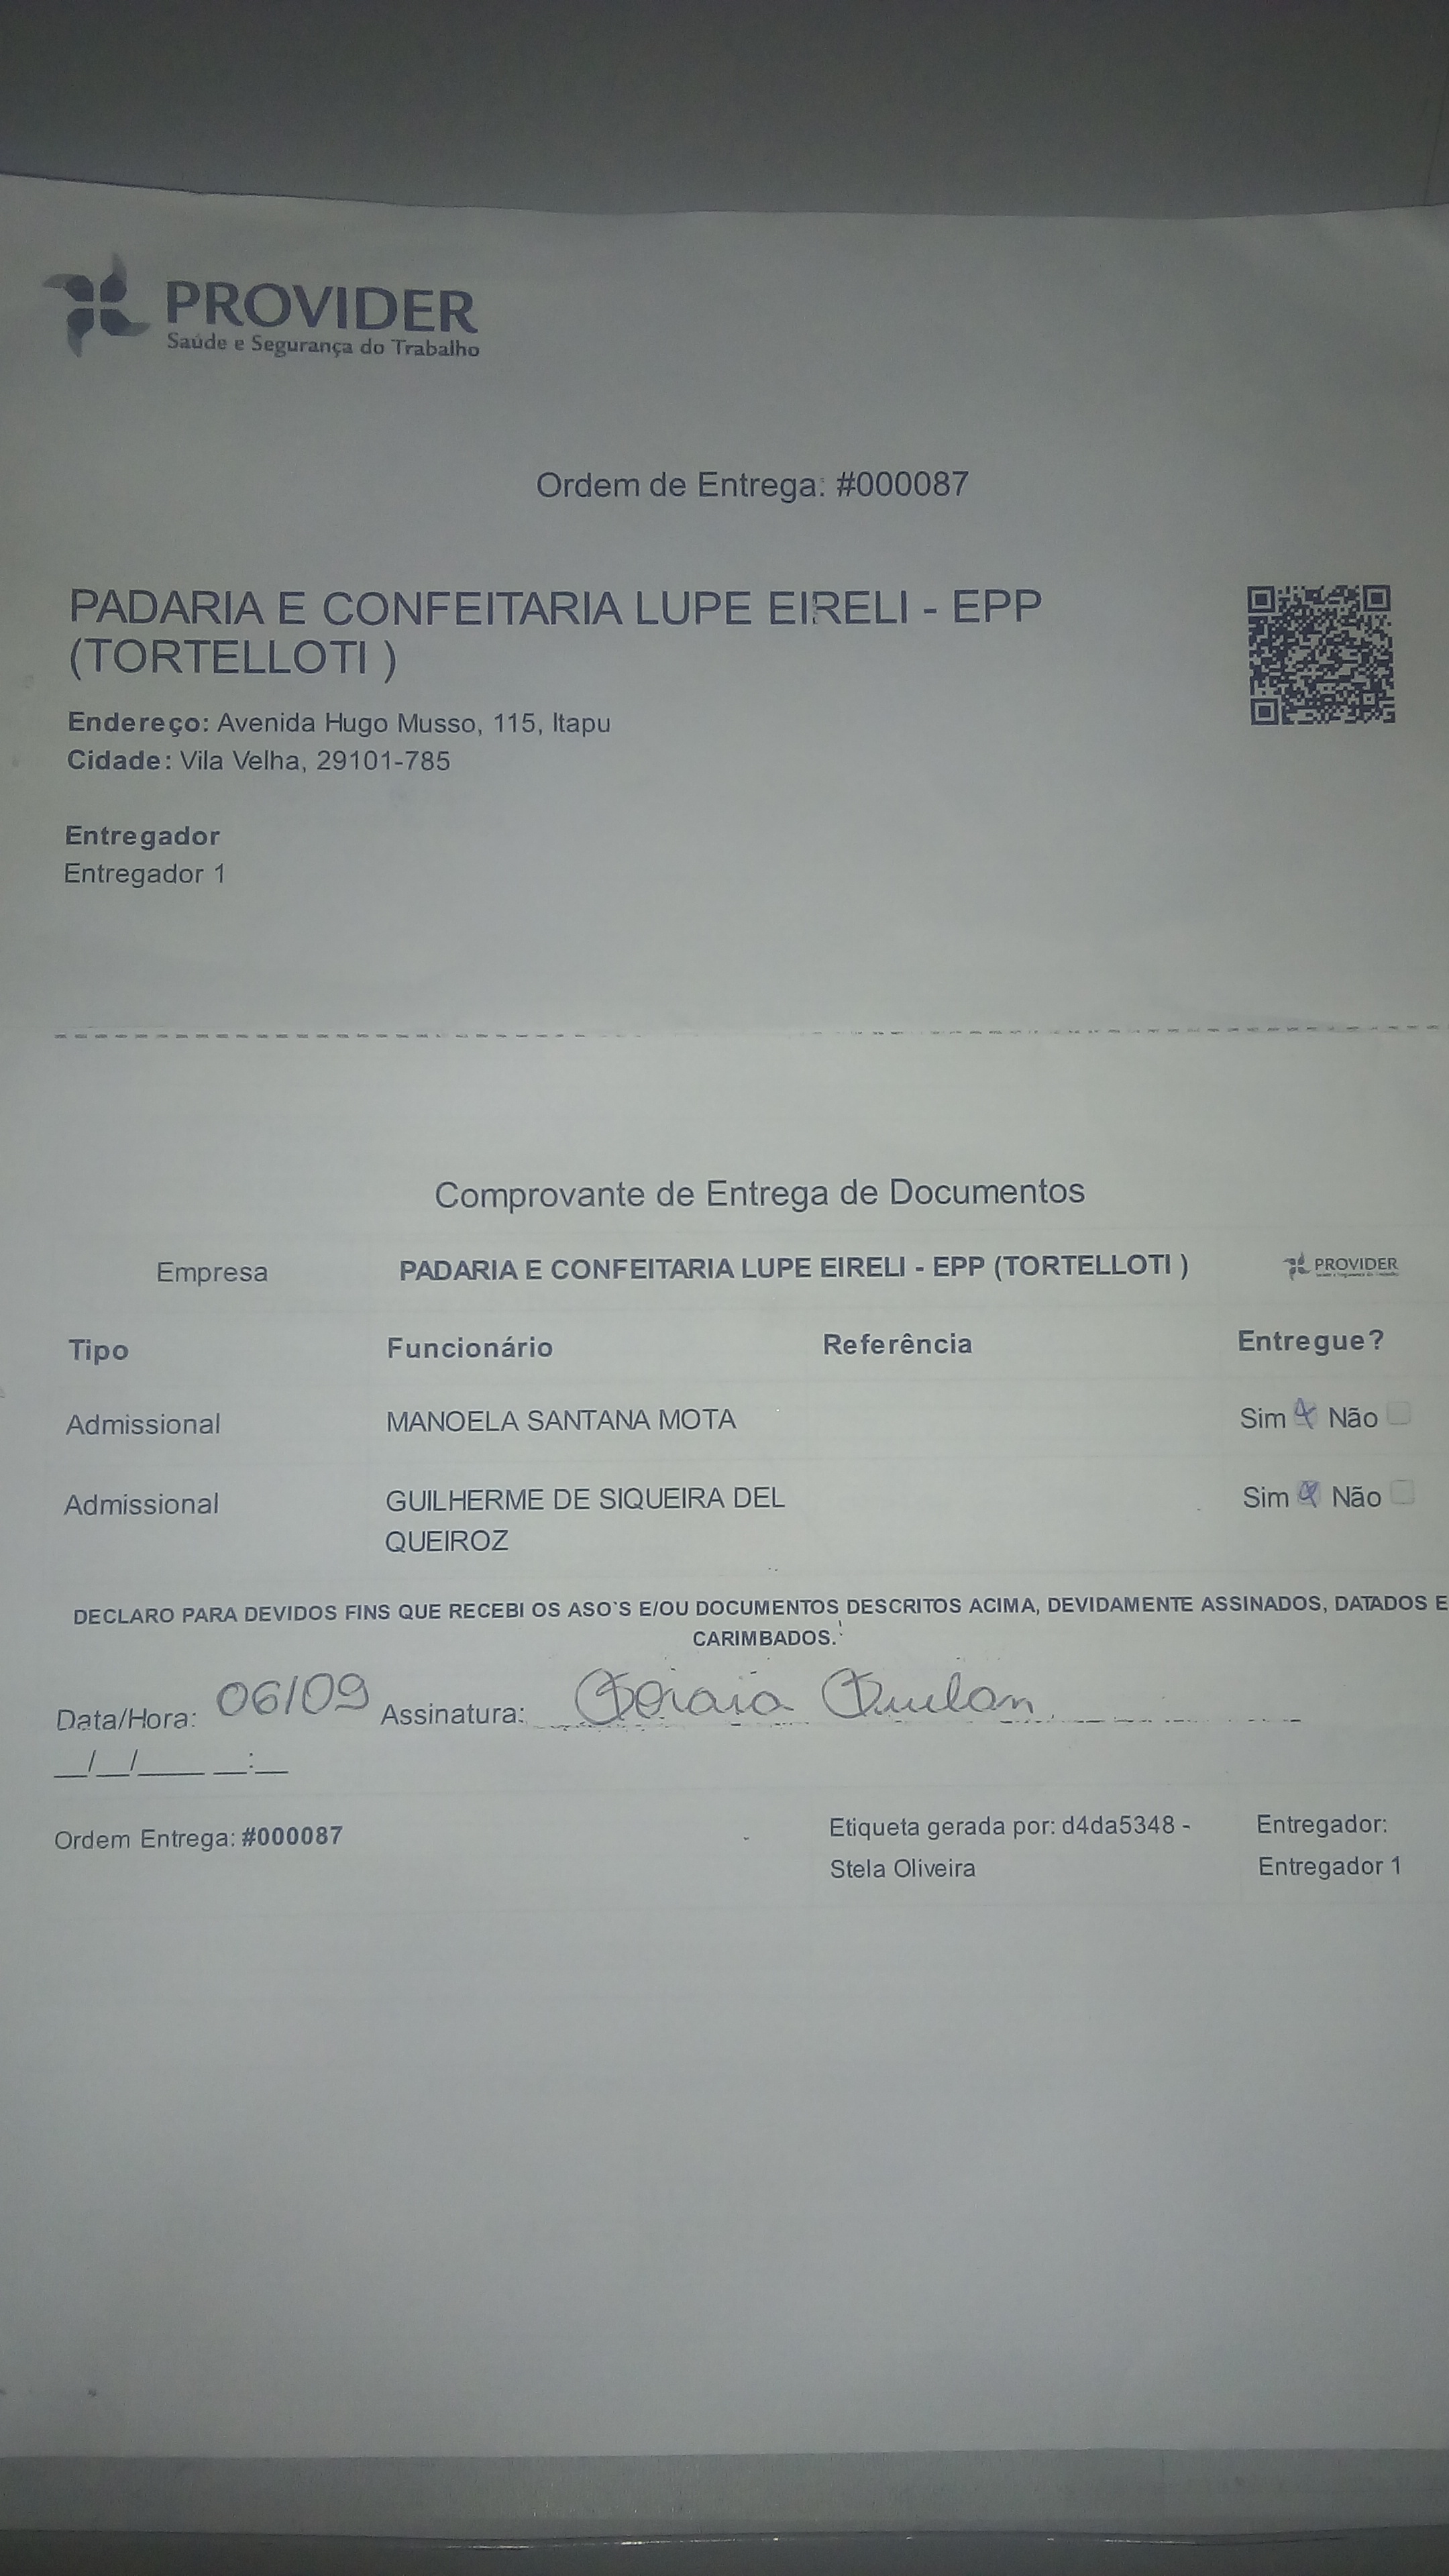 PROVIDER
Saúde e Segurança do Trabalho
Ordem de Entrega: #000087
PADARIA E CONFEITARIA LUPE EIRELI - EPP
(TORTELLOTI )
Endereço: Avenida Hugo Musso, 115, Itapu
Cidade: Vila Velha, 29101-785
Entregador
Entregador 1
Comprovante de Entrega de Documentos
Empresa PADARIA E CONFEITARIA LUPE EIRELI - EPP (TORTELLOTI ) PROVIDER
Tipo Funcionário Referência Entregue?
Admissional MANOELA SANTANA MOTA Sim Não
Admissional GUILHERME DE SIQUEIRA DEL Sim Não
QUEIROZ
DECLARO PARA DEVIDOS FINS QUE RECEBI OS ASO`S E/OU DOCUMENTOS DESCRITOS ACIMA, DEVIDAMENTE ASSINADOS, DATADOS E
CARIMBADOS.
Data/Hora: 06/09 Assinatura:
__/__/____ __:__
Ordem Entrega: #000087 Etiqueta gerada por: d4da5348 - Entregador:
Stela Oliveira Entregador 1